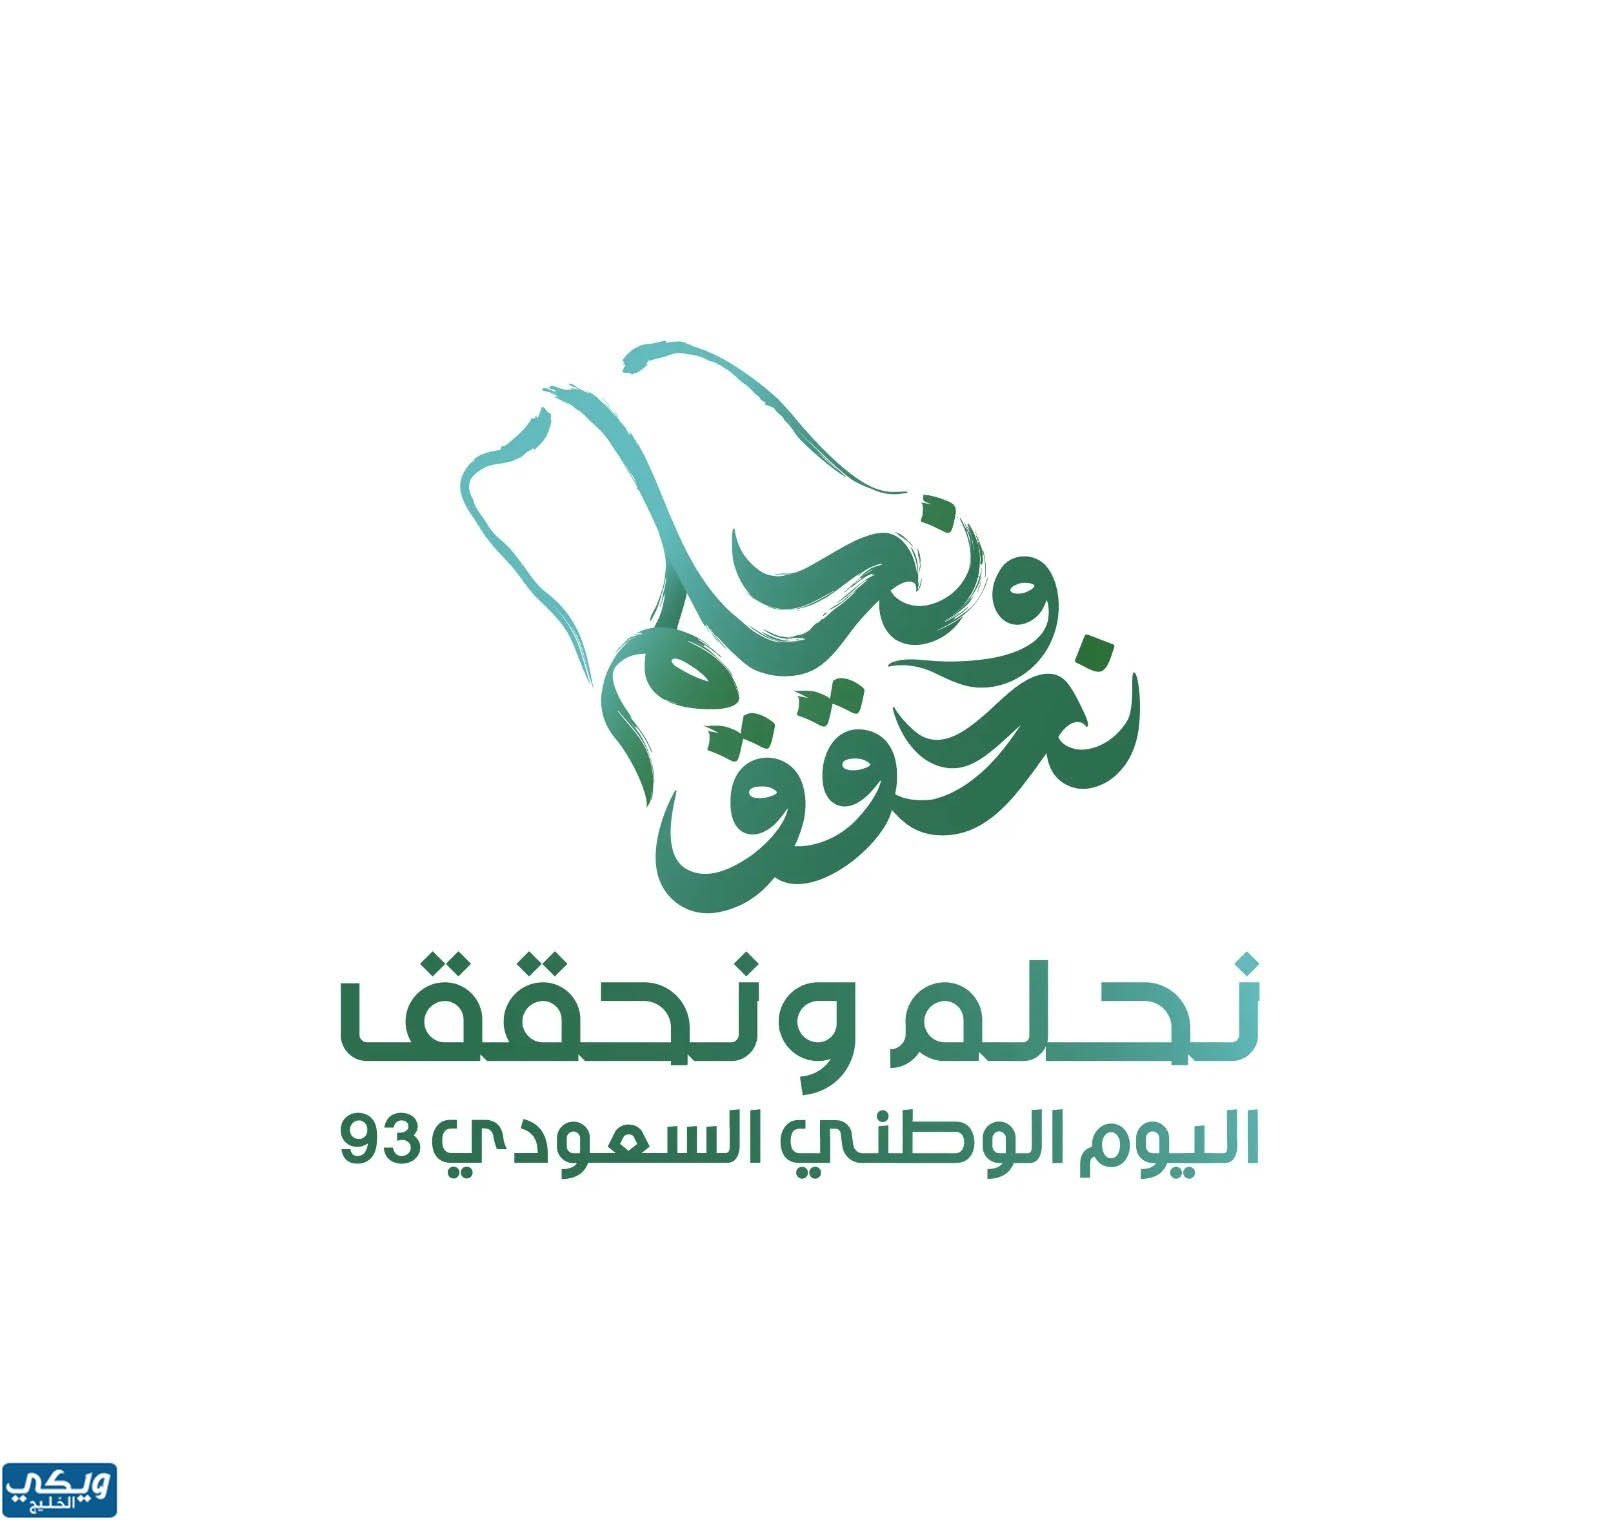 نحلم ونحقق
نحلم ونحقق
اليوم الوطني السعودي 93
ويكي
الخليج